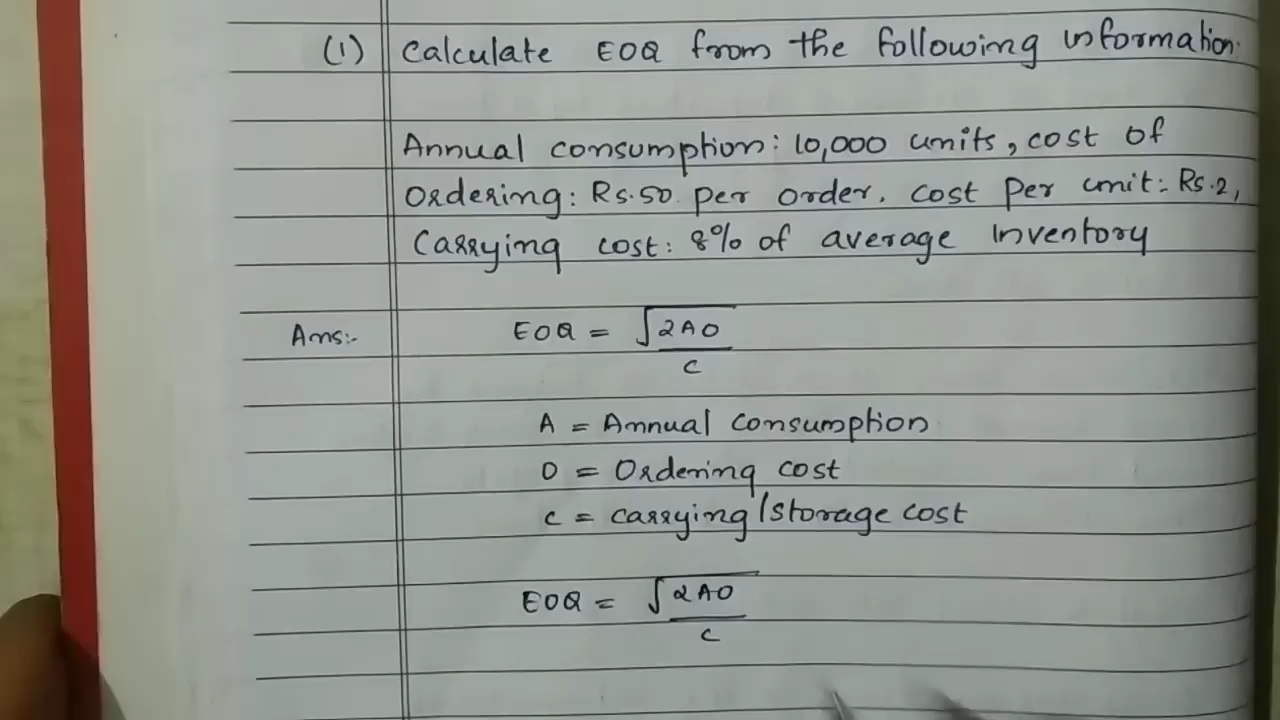 (1) Calculate EOQ from the following information.
Annual consumption: 10,000 units, cost of
Ordering: Rs.50. per order. cost per unit: Rs.2,
Carrying cost: 8% of average inventory
Ans:- EOQ = √2AO
c
A = Annual consumption
O = Ordering cost
c = carrying/storage cost
EOQ = √2AO
c